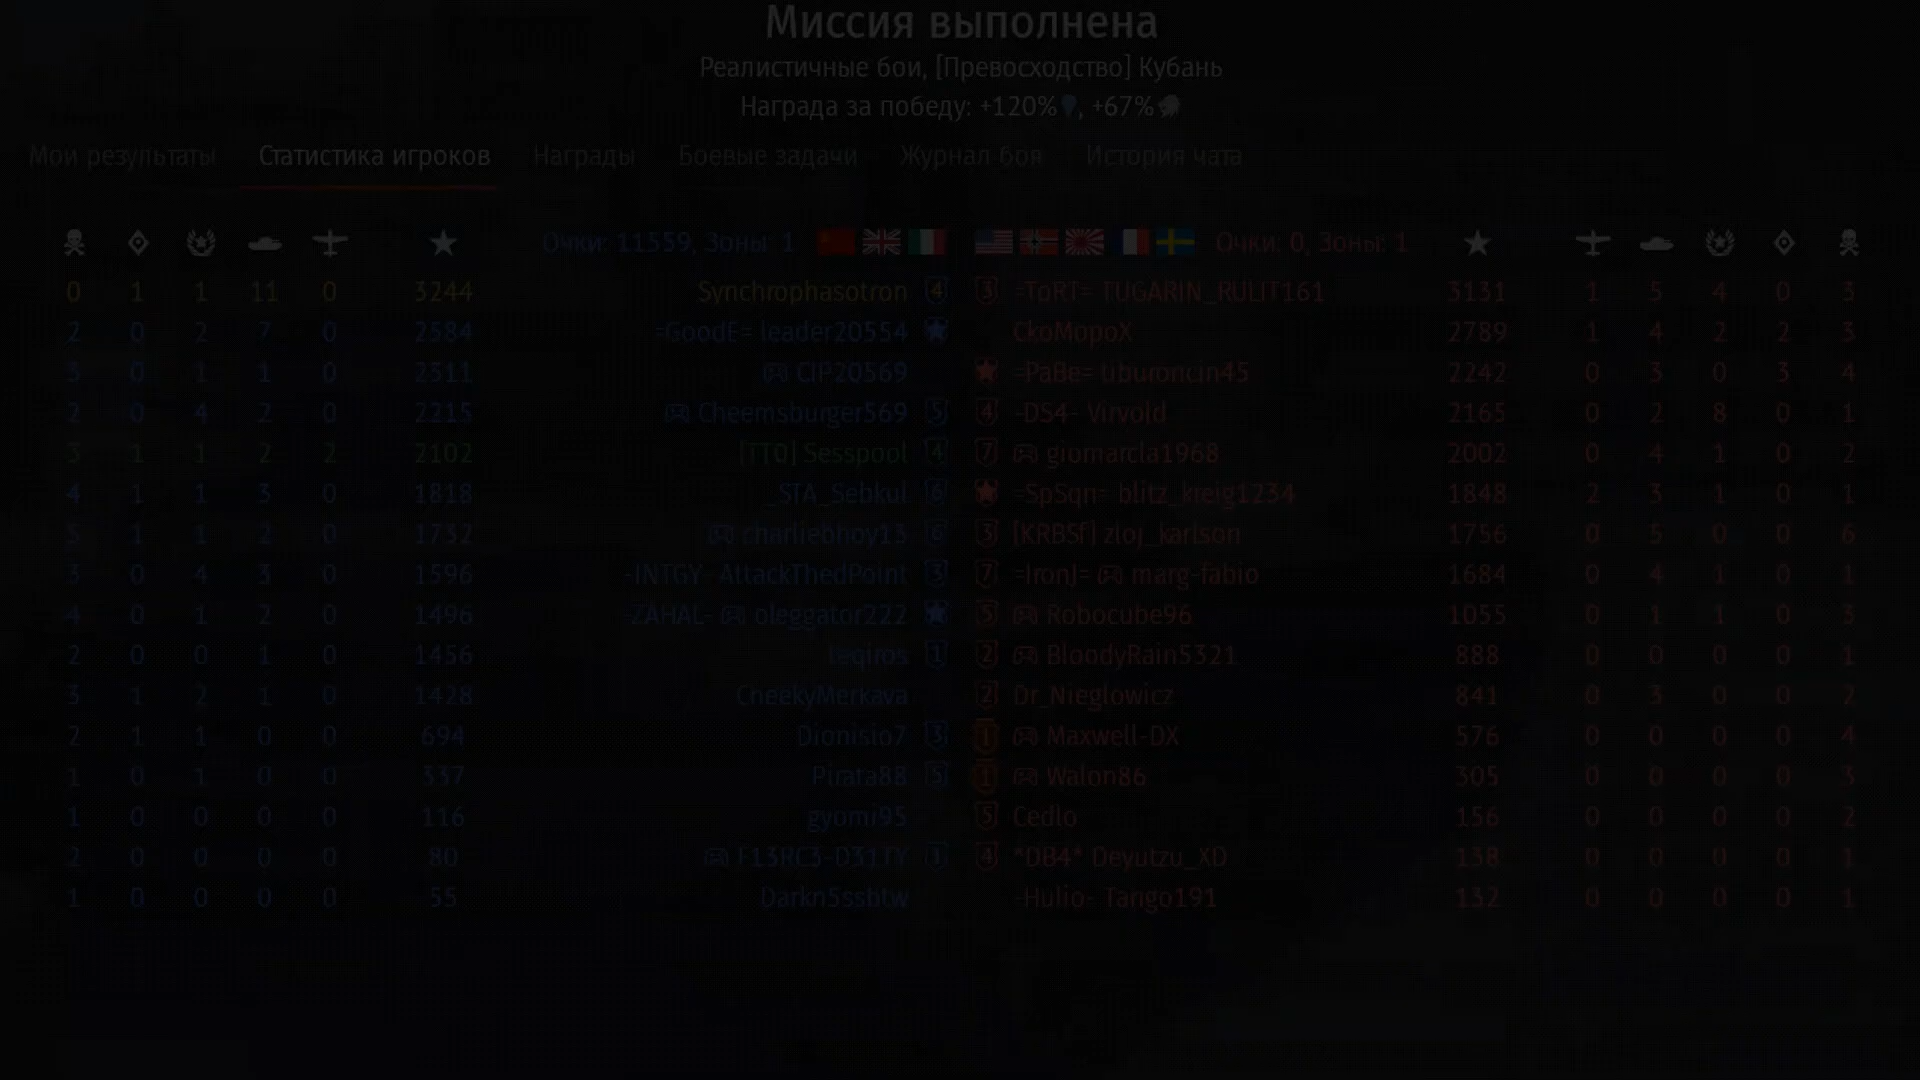 Миссия выполнена
Реалистичные бои, [Превосходство] Кубань
Награда за победу: +120%, +67%
Мои результаты Статистика игроков Награды Боевые задачи Журнал боя История чата
Очки: 11559, Зоны: 1 Очки: 0, Зоны: 1
0 1 1 11 0 3244 Synchrophasotron 4 3 =ToRT= TUGARIN_RULIT161 3131 1 5 4 0 3
2 0 2 7 0 2584 =GoodE= leader20554 CkoMopoX 2789 1 4 2 2 3
3 0 1 1 0 2311 CIP20569 =PaBe= tiburoncin45 2242 0 3 0 3 4
2 0 4 2 0 2215 Cheemsburger569 5 4 -DS4- Virvoid 2165 0 2 8 0 1
3 1 1 2 2 2102 [TTQ] Sesspool 4 7 giomarcla1968 2002 0 4 1 0 2
4 1 1 3 0 1818 _STA_Sebkul 6 =SpSqn= blitz_kreig1234 1848 2 3 1 0 1
5 1 1 2 0 1732 charlieboy13 6 3 [KRBSf] zloj_karlson 1756 0 5 0 0 6
3 0 4 3 0 1596 -INTGY- AttackThedPoint 3 7 =IronJ= marg-fabio 1684 0 4 1 0 1
4 0 1 2 0 1496 -ZAHAL- oleggator222 5 Robocube96 1055 0 1 1 0 3
2 0 0 1 0 1456 leqiros 1 2 BloodyRain5321 888 0 0 0 0 1
3 1 2 1 0 1428 CheekyMerkava 2 Dr_Nieglowicz 841 0 3 0 0 2
2 1 1 0 0 694 Dionisio7 3 1 Maxwell-DX 576 0 0 0 0 4
1 0 1 0 0 337 Pirata88 5 1 Walon86 305 0 0 0 0 3
1 0 0 0 0 116 gyomi95 5 Cedlo 156 0 0 0 0 2
2 0 0 0 0 80 F13RC3-D31TY 1 4 *DB4* Deyutzu_XD 138 0 0 0 0 1
1 0 0 0 0 55 Darkn5ssbtw -Hulio- Tango191 132 0 0 0 0 1